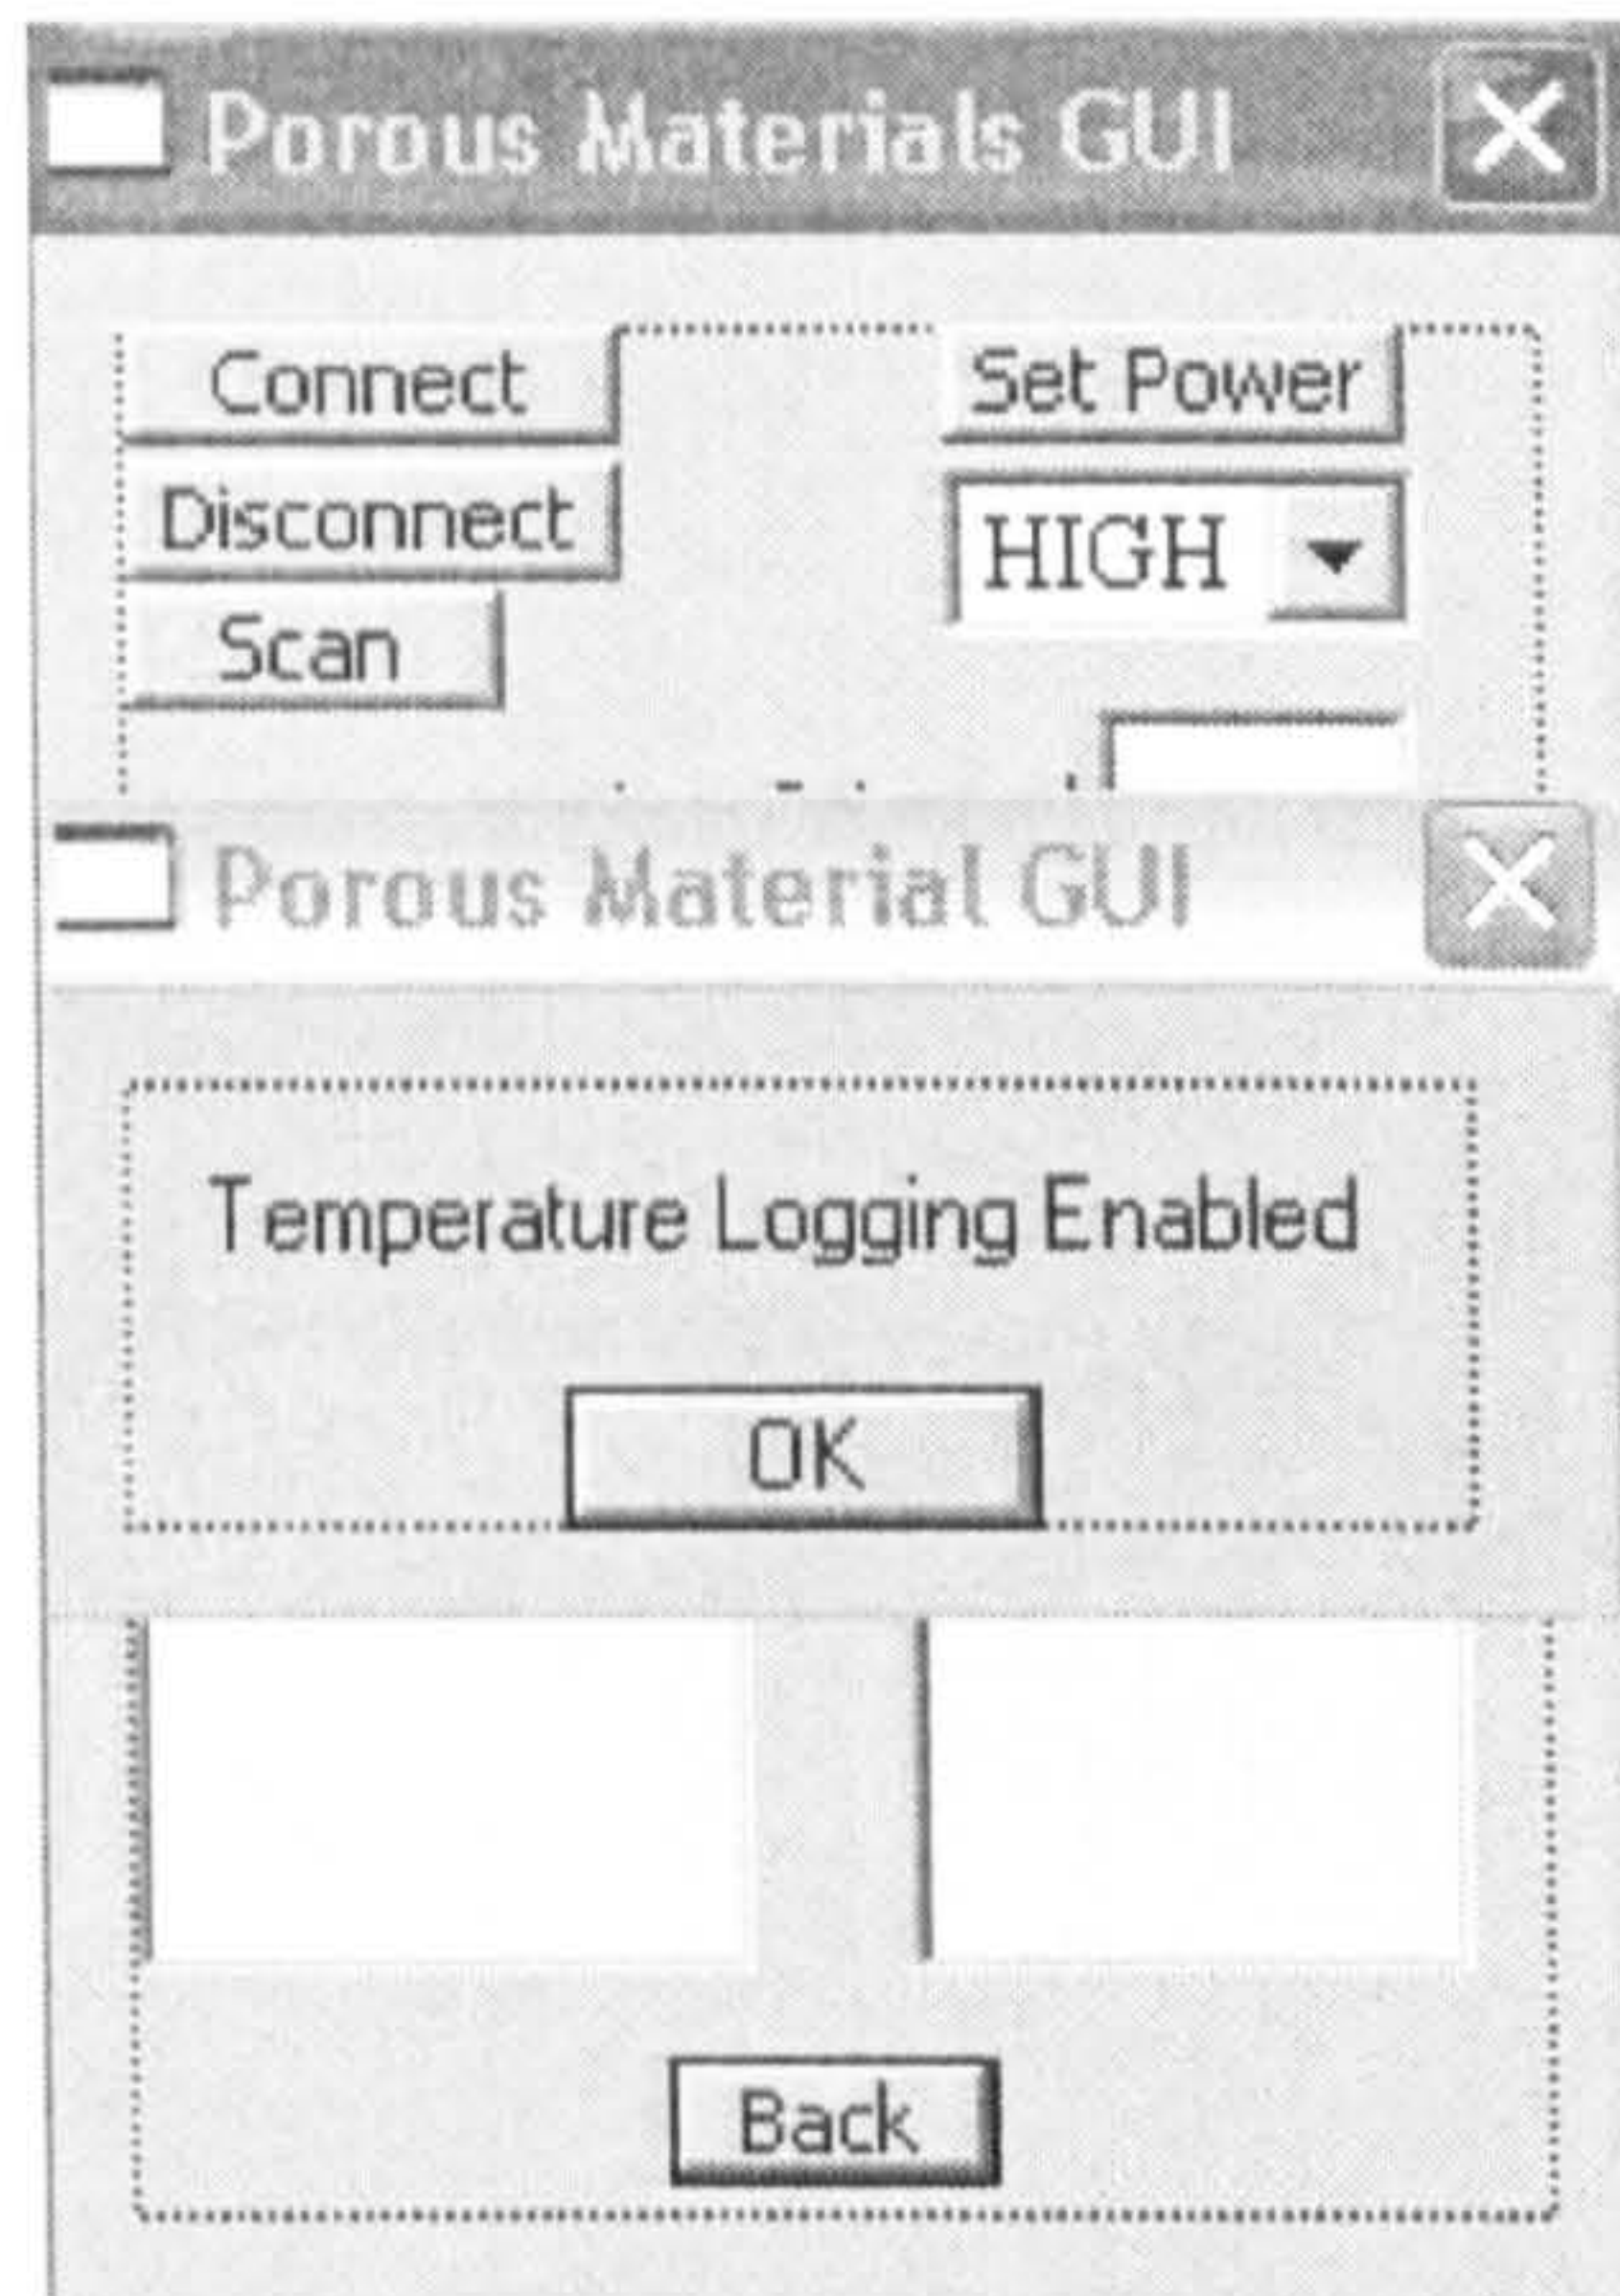 Porous Materials GUI
Connect Set Power
Disconnect HIGH
Scan
Porous Material GUI
Temperature Logging Enabled
OK
Back